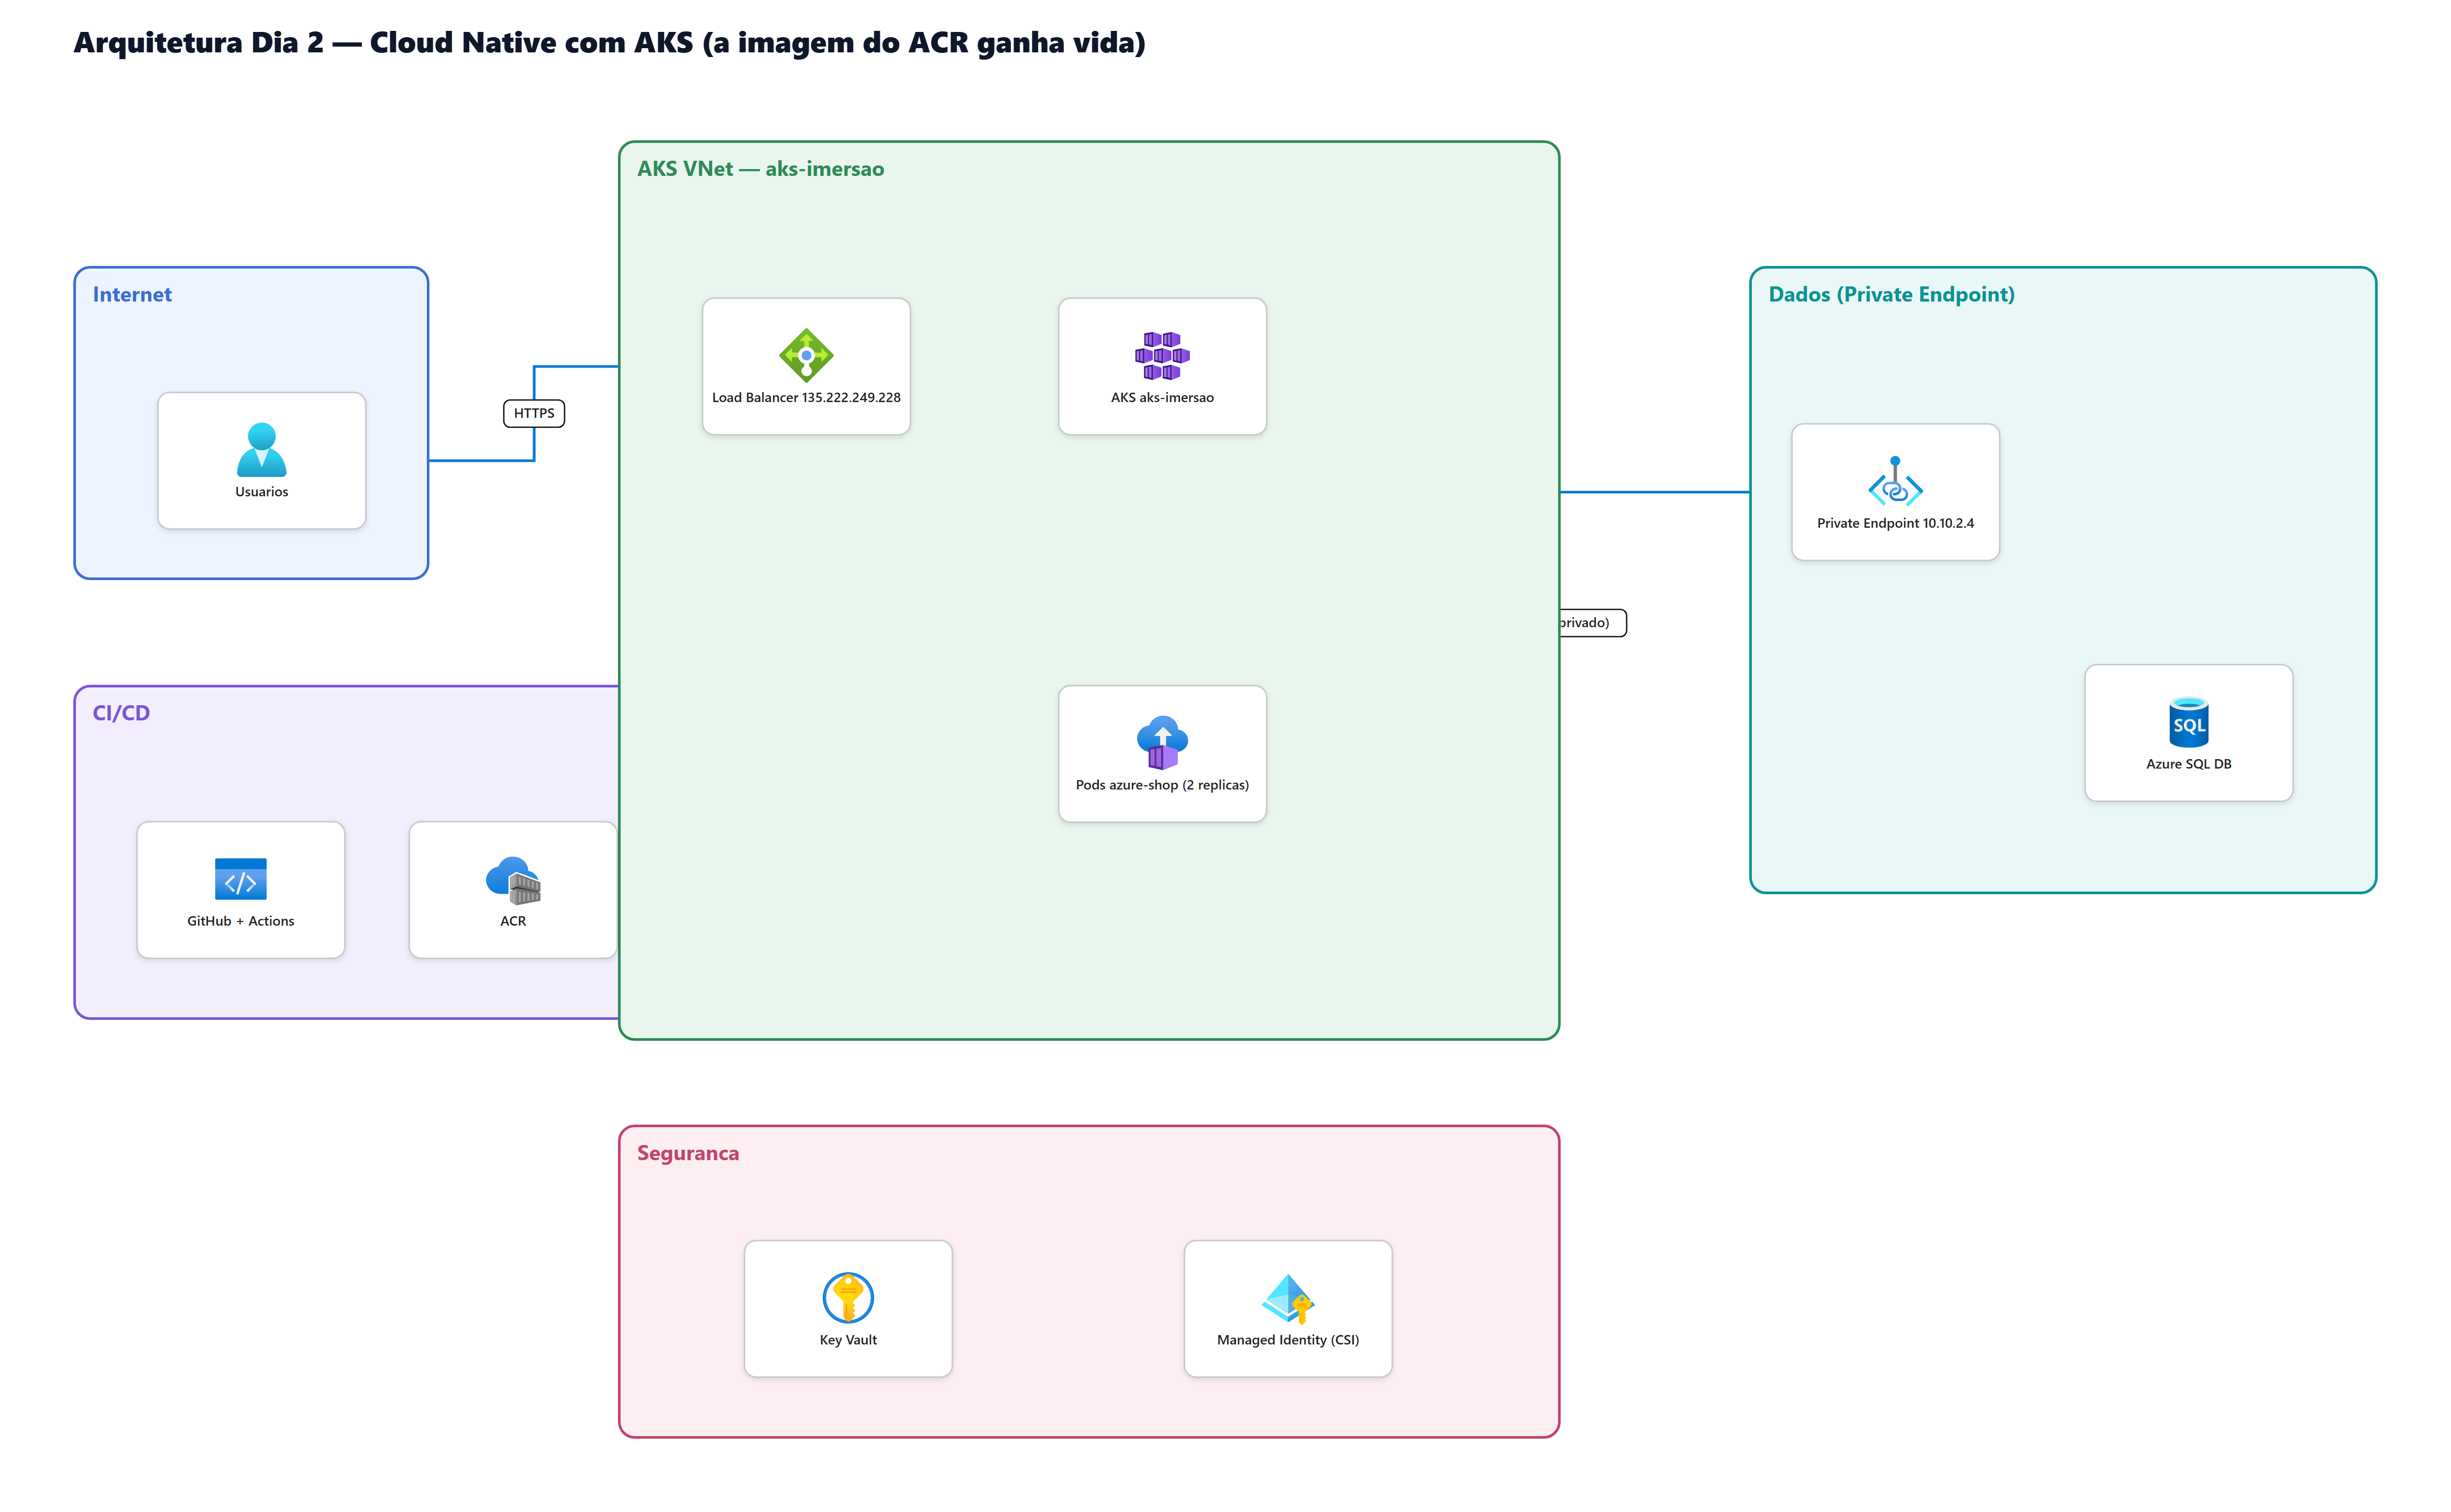 Arquitetura Dia 2 — Cloud Native com AKS (a imagem do ACR ganha vida)
AKS VNet — aks-imersao
Internet
Dados (Private Endpoint)
Load Balancer 135.222.249.228
AKS aks-imersao
HTTPS
Usuarios
Private Endpoint 10.10.2.4
privado)
CI/CD
SQL
Azure SQL DB
Pods azure-shop (2 replicas)
GitHub + Actions
ACR
Seguranca
Key Vault
Managed Identity (CSI)